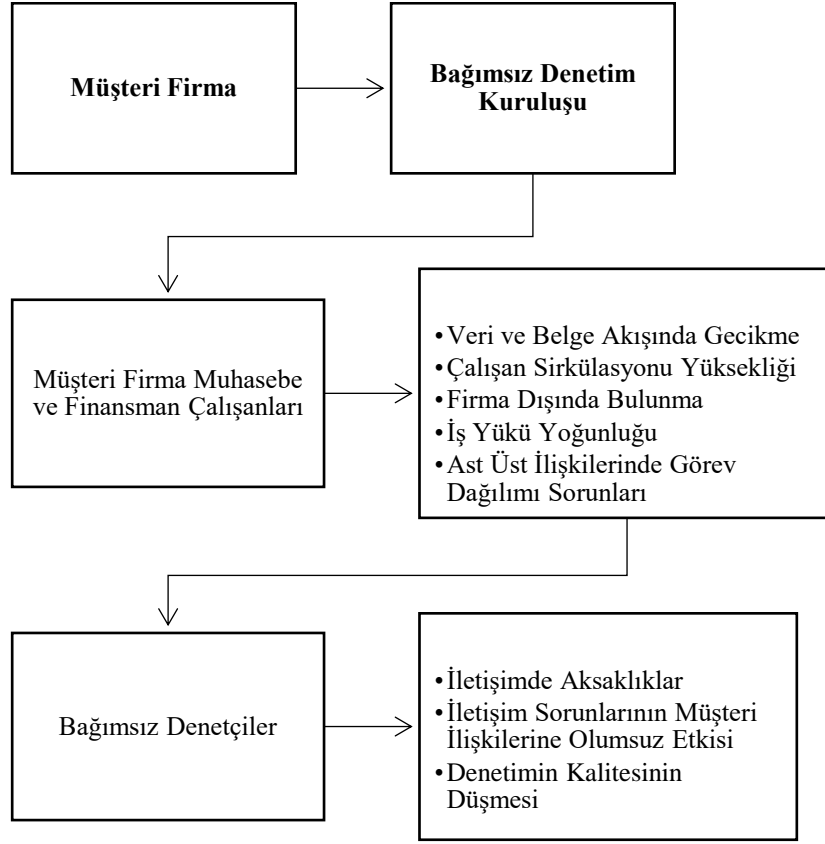 Müşteri Firma
Bağımsız Denetim
Kuruluşu
Müşteri Firma Muhasebe
ve Finansman Çalışanları
•Veri ve Belge Akışında Gecikme
•Çalışan Sirkülasyonu Yüksekliği
•Firma Dışında Bulunma
•İş Yükü Yoğunluğu
•Ast Üst İlişkilerinde Görev
Dağılımı Sorunları
Bağımsız Denetçiler
•İletişimde Aksaklıklar
•İletişim Sorunlarının Müşteri
İlişkilerine Olumsuz Etkisi
•Denetimin Kalitesinin
Düşmesi